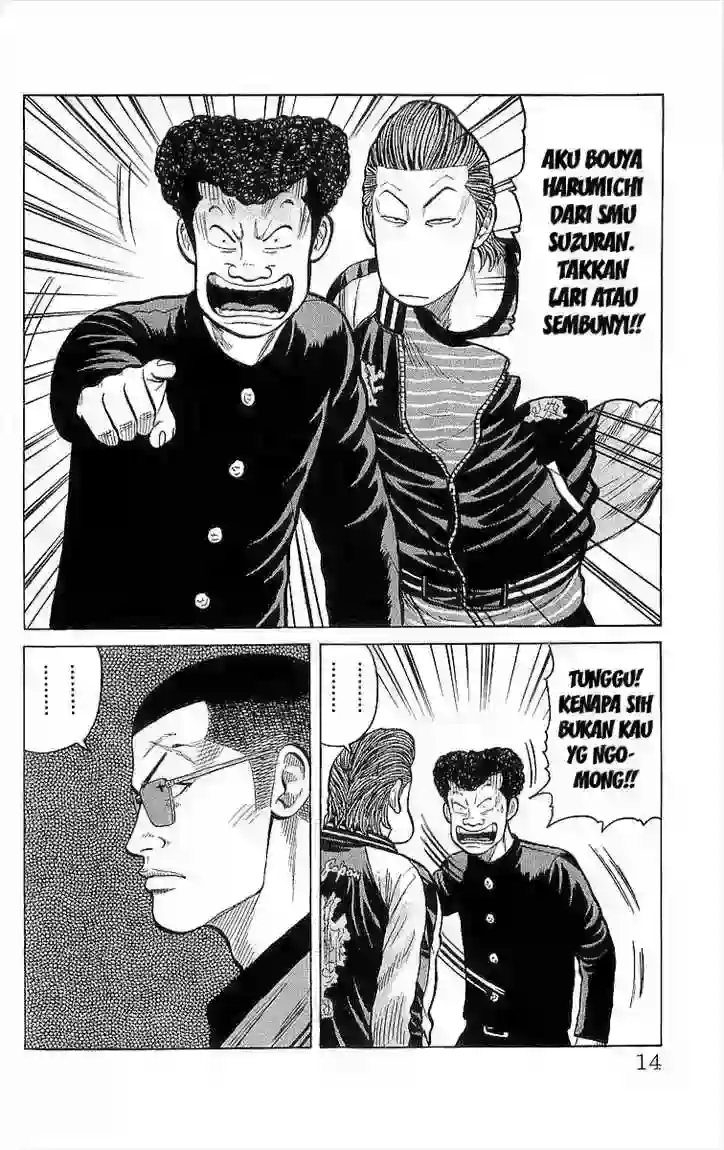 AKU BOUYA
HARUMICHI
DARI SMU
SUZURAN.
TAKKAN
LARI ATAU
SEMBUNYI!!
TUNGGU!
KENAPA SIH
BUKAN KAU
YG NGO-
MONG!!
14